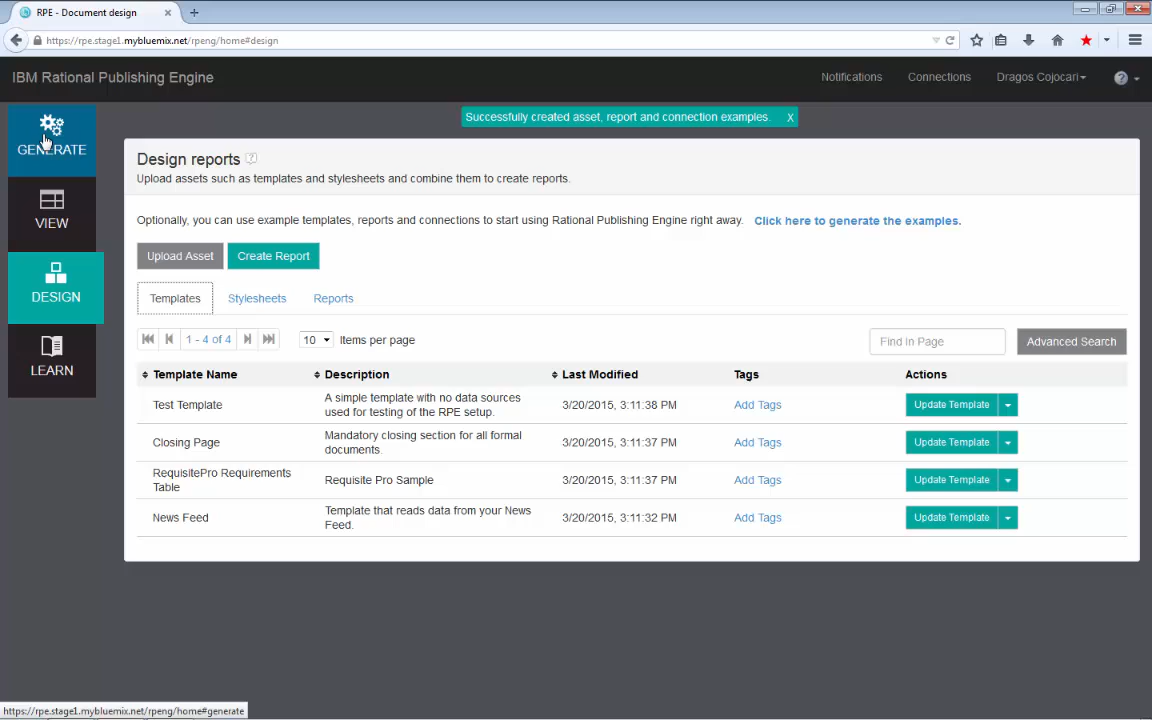 RPE - Document design
https://rpe.stage1.mybluemix.net/rpeng/home#design
IBM Rational Publishing Engine
Notifications
Connections
Dragos Cojocari
GENERATE
VIEW
DESIGN
LEARN
Successfully created asset, report and connection examples. X
Design reports ?
Upload assets such as templates and stylesheets and combine them to create reports.
Optionally, you can use example templates, reports and connections to start using Rational Publishing Engine right away. Click here to generate the examples.
Upload Asset
Create Report
Templates
Stylesheets
Reports
1 - 4 of 4
10
Items per page
Find In Page
Advanced Search
Template Name
Description
Last Modified
Tags
Actions
Test Template
A simple template with no data sources
used for testing of the RPE setup.
3/20/2015, 3:11:38 PM
Add Tags
Update Template
Closing Page
Mandatory closing section for all formal
documents.
3/20/2015, 3:11:37 PM
Add Tags
Update Template
RequisitePro Requirements
Table
Requisite Pro Sample
3/20/2015, 3:11:37 PM
Add Tags
Update Template
News Feed
Template that reads data from your News
Feed.
3/20/2015, 3:11:32 PM
Add Tags
Update Template
https://rpe.stage1.mybluemix.net/rpeng/home#generate